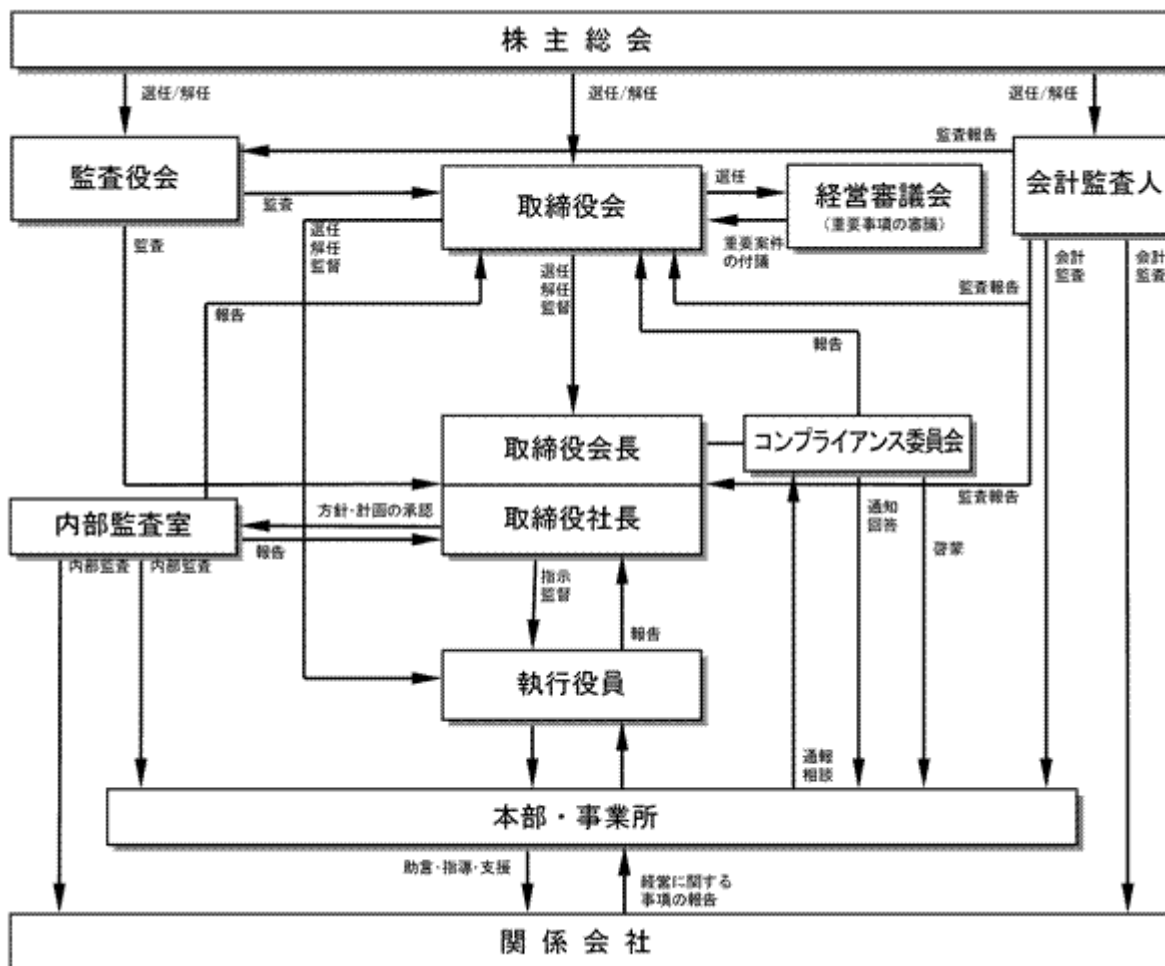 株主総会
選任/解任
選任/解任
選任/解任
監査報告
監査役会
取締役会
経営審議会
(重要事項の審議)
会計監査人
選任
監査
重要案件
の付議
選任
解任
監督
監査
選任
解任
監督
会計
監査
会計
監査
報告
監査報告
報告
取締役会長
コンプライアンス委員会
取締役社長
内部監査室
方針・計画の承認
報告
監査報告
通知
回答
啓蒙
内部監査
内部監査
指示
監督
報告
執行役員
通報
相談
本部・事業所
助言・指導・支援
経営に関する
事項の報告
関係会社